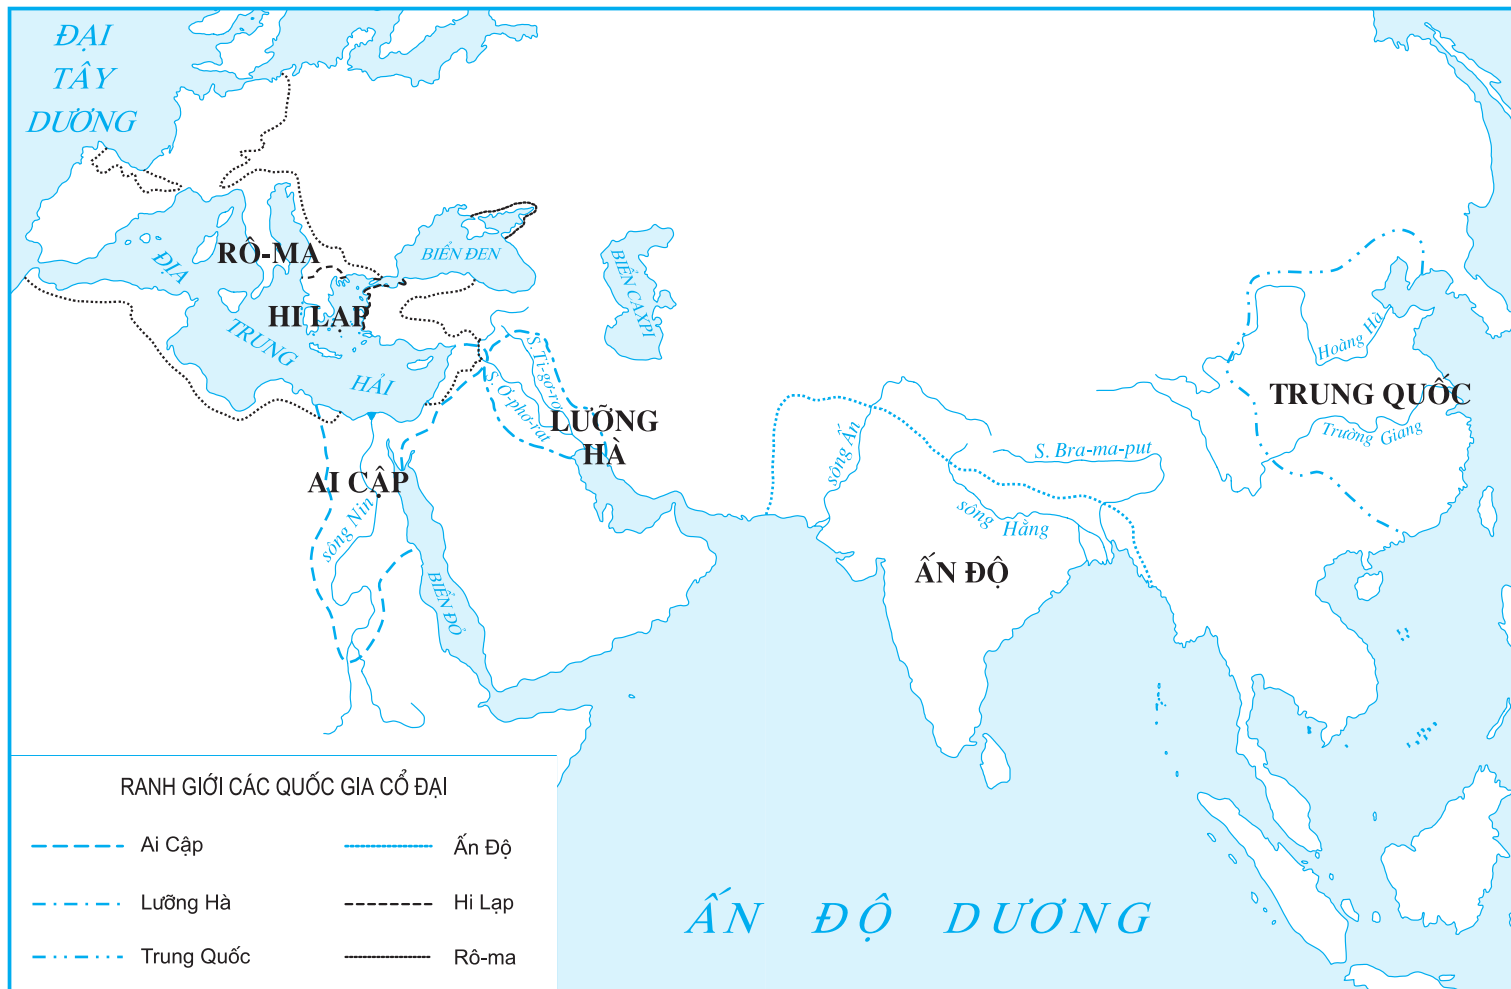 ĐẠI
TÂY
DƯƠNG
RÔ-MA
ĐỊA
TRUNG
HẢI
HI LẠP
BIỂN ĐEN
BIỂN CAXPI
S. Ti-gơ-rơ
S. Ơ-phơ-rát
LƯỠNG
HÀ
AI CẬP
sông Nin
BIỂN ĐỎ
sông Ấn
S. Bra-ma-put
sông
Hằng
ẤN ĐỘ
Hoàng Hà
TRUNG QUỐC
Trường Giang
ẤN ĐỘ DƯƠNG
RANH GIỚI CÁC QUỐC GIA CỔ ĐẠI
Ai Cập
Ấn Độ
Lưỡng Hà
Hi Lạp
Trung Quốc
Rô-ma